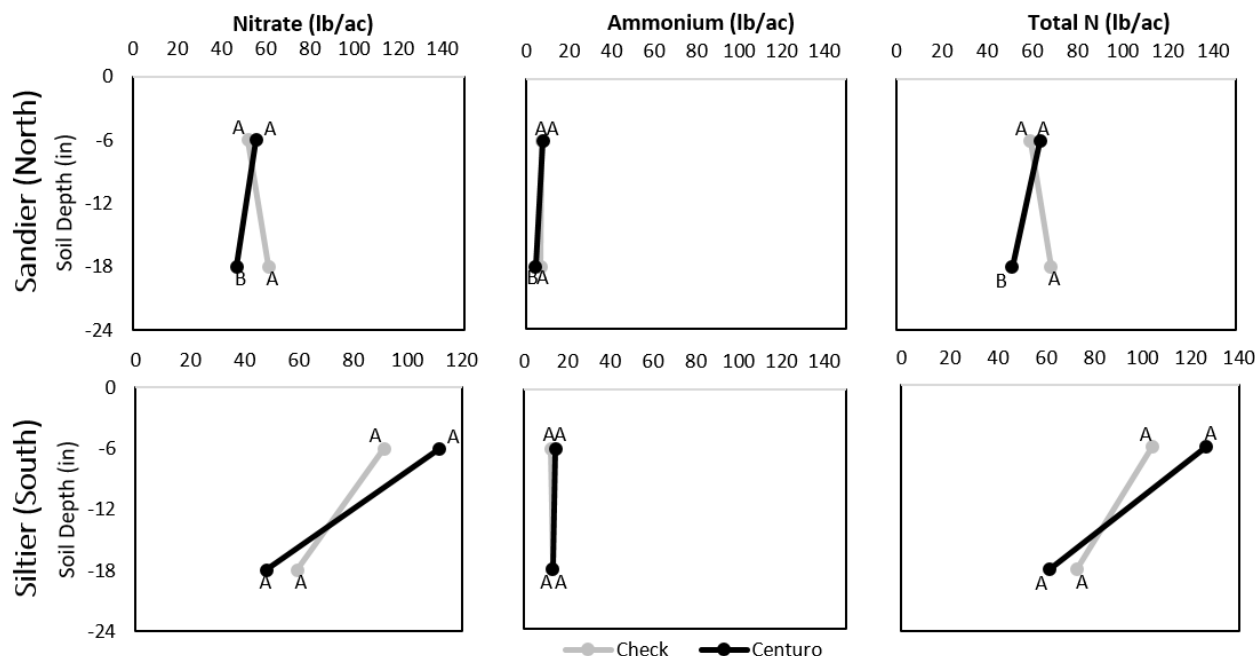 Nitrate (lb/ac)
0 20 40 60 80 100 120 140
Ammonium (lb/ac)
0 20 40 60 80 100 120 140
Total N (lb/ac)
0 20 40 60 80 100 120 140
Sandier (North)
Soil Depth (in)
0
-6
-12
-18
-24
A A
B A
AA
BA
A A
B A
0 20 40 60 80 100 120
0 20 40 60 80 100 120 140
0 20 40 60 80 100 120 140
Siltier (South)
Soil Depth (in)
0
-6
-12
-18
-24
A A
A A
AA
A A
A A
A A
Check Centuro